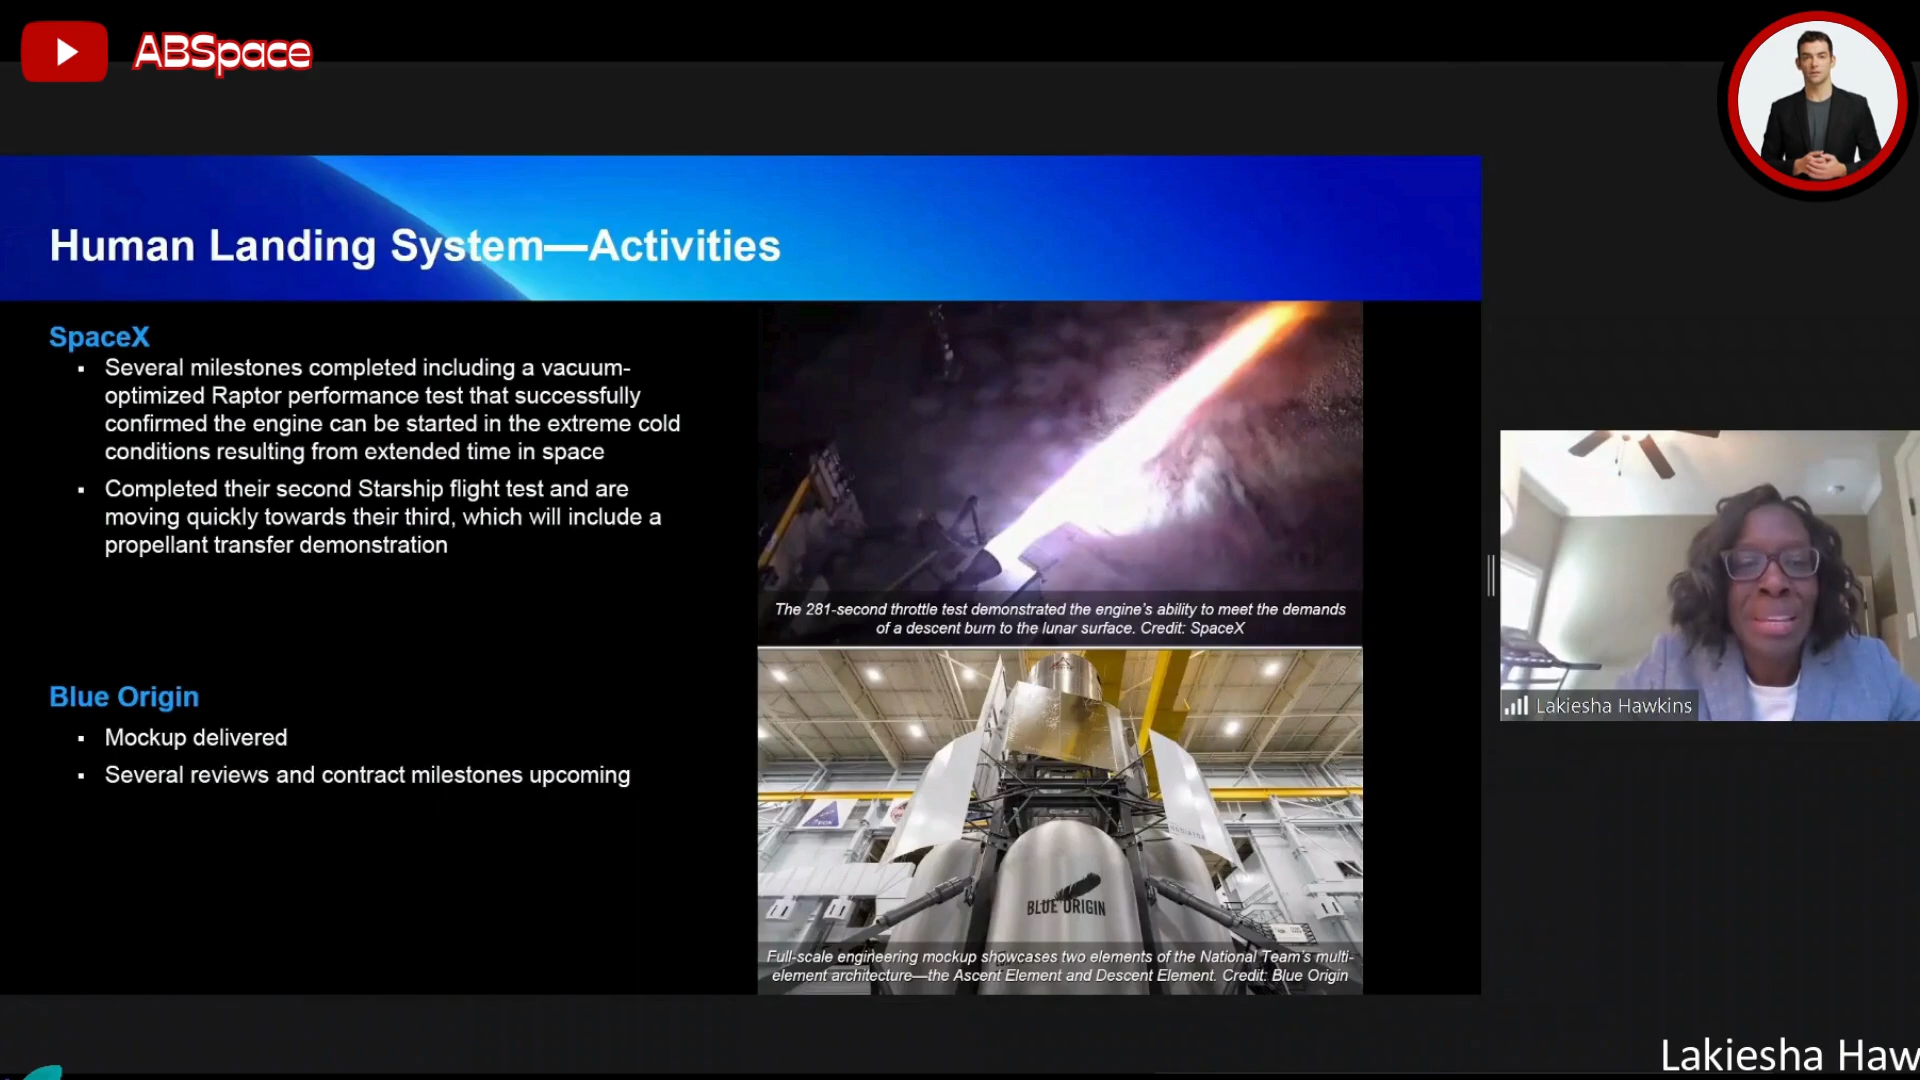 ABSpace
Human Landing System—Activities
SpaceX
▪ Several milestones completed including a vacuum-
optimized Raptor performance test that successfully
confirmed the engine can be started in the extreme cold
conditions resulting from extended time in space
▪ Completed their second Starship flight test and are
moving quickly towards their third, which will include a
propellant transfer demonstration
The 281-second throttle test demonstrated the engine's ability to meet the demands
of a descent burn to the lunar surface. Credit: SpaceX
Blue Origin
▪ Mockup delivered
▪ Several reviews and contract milestones upcoming
BLUE ORIGIN
Full-scale engineering mockup showcases two elements of the National Team's multi-
element architecture—the Ascent Element and Descent Element. Credit: Blue Origin
Lakiesha Hawkins
Lakiesha Haw